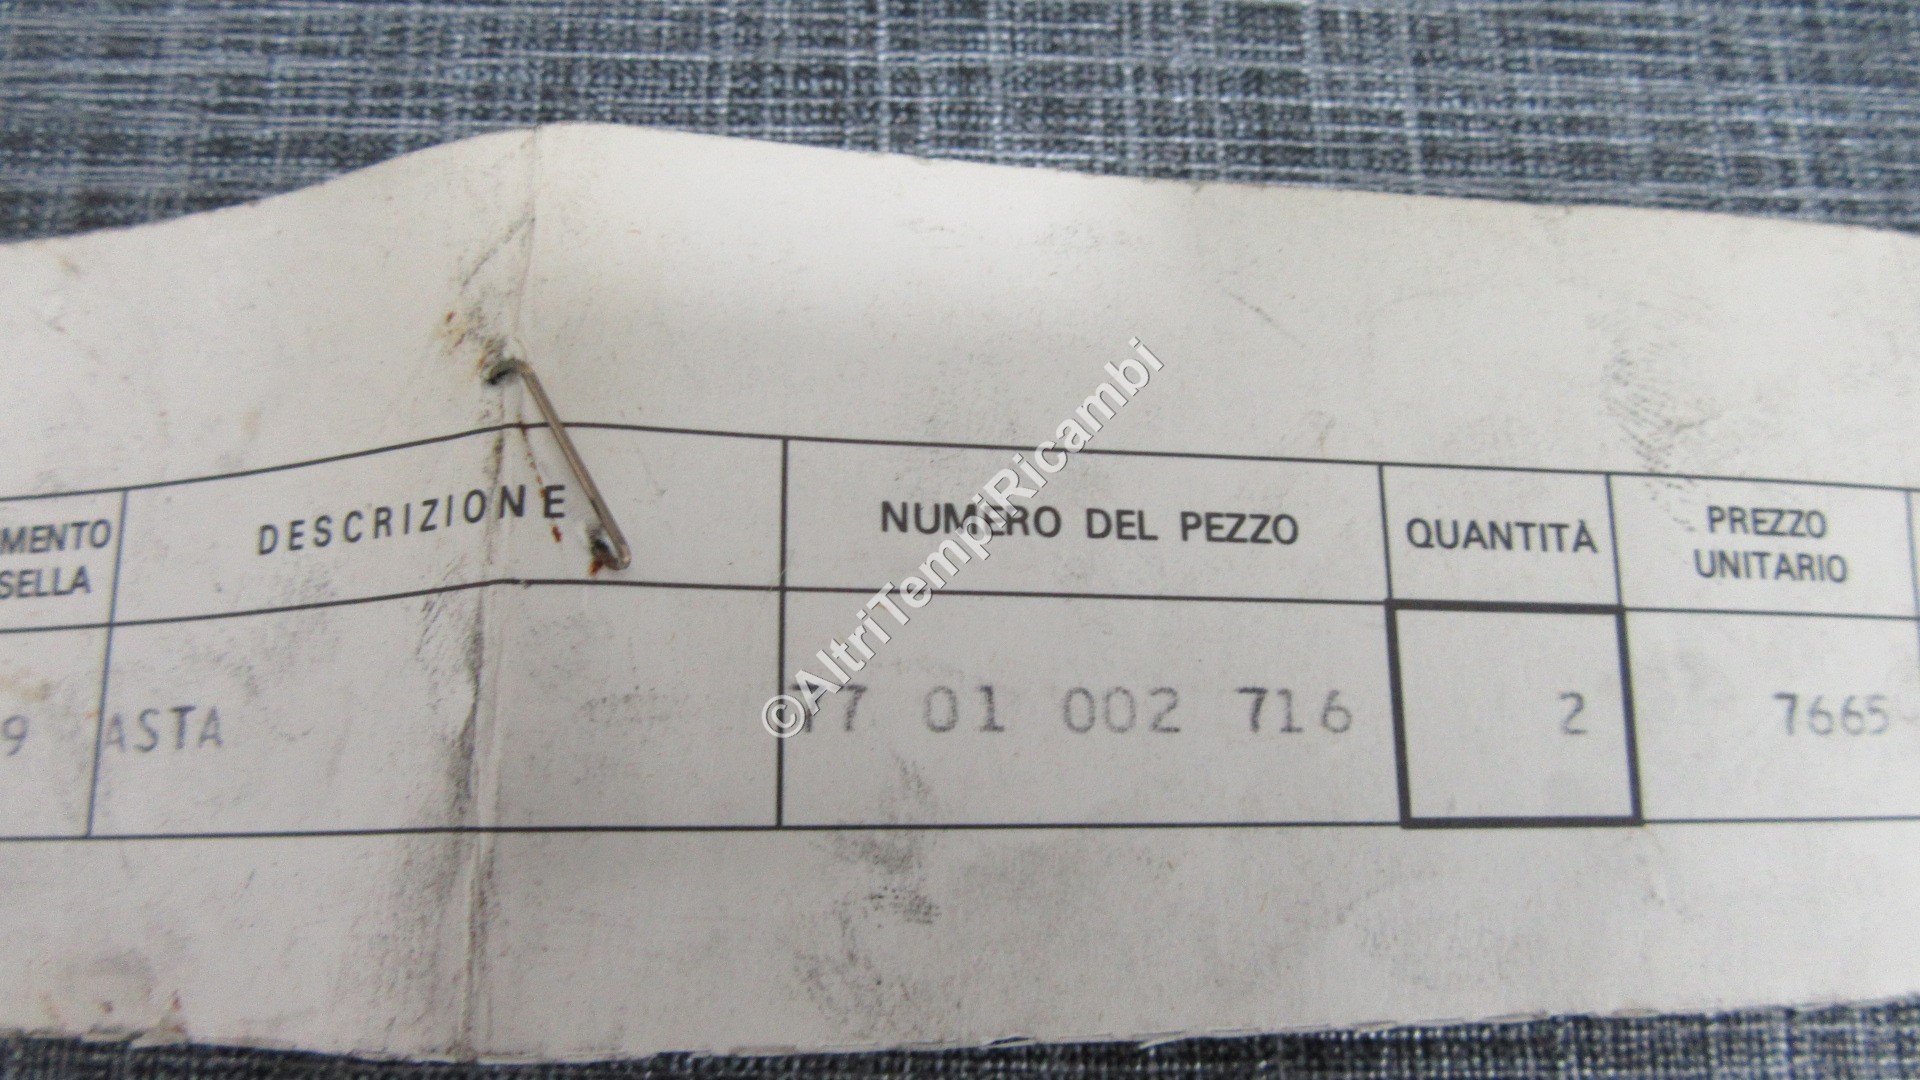 MENTO
SELLA
DESCRIZIONE
NUMERO DEL PEZZO
QUANTITÀ
PREZZO
UNITARIO
9 ASTA 77 01 002 716 2 7665
©AltriTempiRicambi